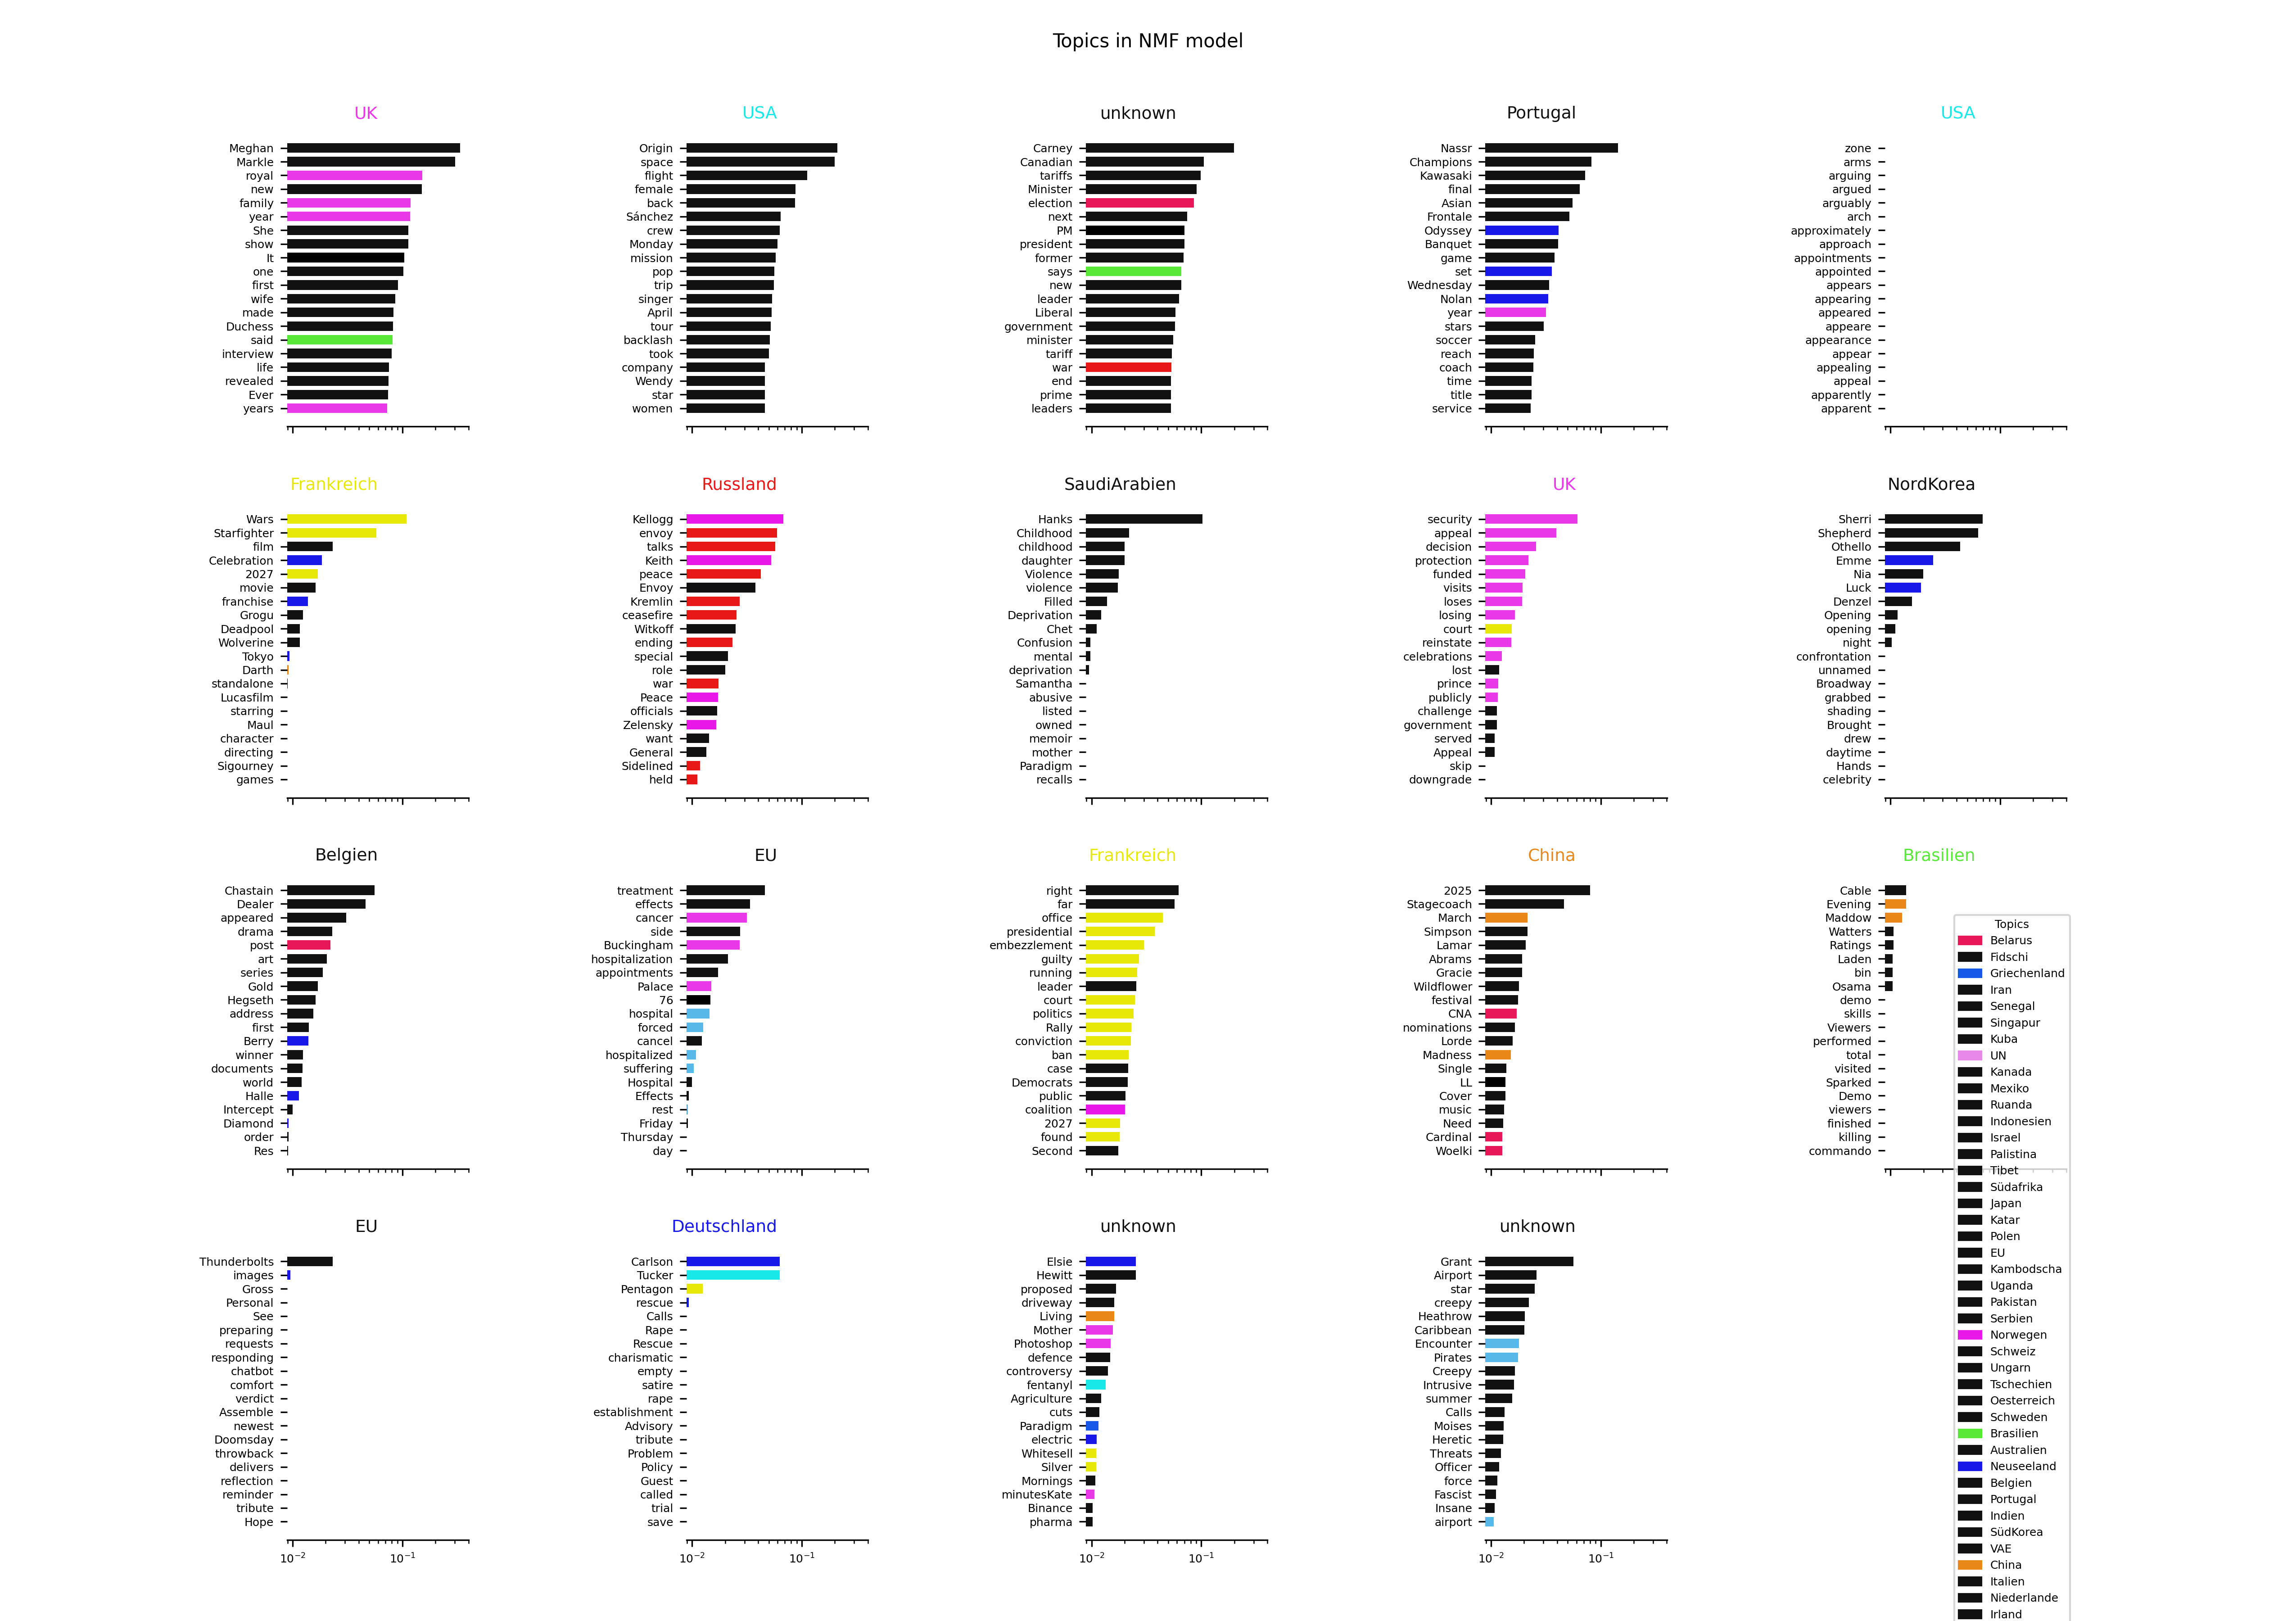 Topics in NMF model
UK
Meghan
Markle
royal
new
family
year
She
show
It
one
first
wife
made
Duchess
said
interview
life
revealed
Ever
years
USA
Origin
space
flight
female
back
Sánchez
crew
Monday
mission
pop
trip
singer
April
tour
backlash
took
company
Wendy
star
women
unknown
Carney
Canadian
tariffs
Minister
election
next
PM
president
former
says
new
leader
Liberal
government
minister
tariff
war
end
prime
leaders
Portugal
Nassr
Champions
Kawasaki
final
Asian
Frontale
Odyssey
Banquet
game
set
Wednesday
Nolan
year
stars
soccer
reach
coach
time
title
service
USA
zone
arms
arguing
argued
arguably
arch
approximately
approach
appointments
appointed
appears
appearing
appeared
appeare
appearance
appear
appealing
appeal
apparently
apparent
Frankreich
Wars
Starfighter
film
Celebration
2027
movie
franchise
Grogu
Deadpool
Wolverine
Tokyo
Darth
standalone
Lucasfilm
starring
Maul
character
directing
Sigourney
games
Russland
Kellogg
envoy
talks
Keith
peace
Envoy
Kremlin
ceasefire
Witkoff
ending
special
role
war
Peace
officials
Zelensky
want
General
Sidelined
held
SaudiArabien
Hanks
Childhood
childhood
daughter
Violence
violence
Filled
Deprivation
Chet
Confusion
mental
deprivation
Samantha
abusive
listed
owned
memoir
mother
Paradigm
recalls
UK
security
appeal
decision
protection
funded
visits
loses
losing
court
reinstate
celebrations
lost
prince
publicly
challenge
government
served
Appeal
skip
downgrade
NordKorea
Sherri
Shepherd
Othello
Emme
Nia
Luck
Denzel
Opening
opening
night
confrontation
unnamed
Broadway
grabbed
shading
Brought
drew
daytime
Hands
celebrity
Belgien
Chastain
Dealer
appeared
drama
post
art
series
Gold
Hegseth
address
first
Berry
winner
documents
world
Halle
Intercept
Diamond
order
Res
EU
treatment
effects
cancer
side
Buckingham
hospitalization
appointments
Palace
76
hospital
forced
cancel
hospitalized
suffering
Hospital
Effects
rest
Friday
Thursday
day
Frankreich
right
far
office
presidential
embezzlement
guilty
running
leader
court
politics
Rally
conviction
ban
case
Democrats
public
coalition
2027
found
Second
China
2025
Stagecoach
March
Simpson
Lamar
Abrams
Gracie
Wildflower
festival
CNA
nominations
Lorde
Madness
Single
LL
Cover
music
Need
Cardinal
Woelki
Brasilien
Cable
Evening
Maddow
Watters
Ratings
Laden
bin
Osama
demo
skills
Viewers
performed
total
visited
Sparked
Demo
viewers
finished
killing
commando
EU
Thunderbolts
images
Gross
Personal
See
preparing
requests
responding
chatbot
comfort
verdict
Assemble
newest
Doomsday
throwback
delivers
reflection
reminder
tribute
Hope
10⁻² 10⁻¹
Deutschland
Carlson
Tucker
Pentagon
rescue
Calls
Rape
Rescue
charismatic
empty
satire
rape
establishment
Advisory
tribute
Problem
Policy
Guest
called
trial
save
10⁻² 10⁻¹
unknown
Elsie
Hewitt
proposed
driveway
Living
Mother
Photoshop
defence
controversy
fentanyl
Agriculture
cuts
Paradigm
electric
Whitesell
Silver
Mornings
minutesKate
Binance
pharma
10⁻² 10⁻¹
unknown
Grant
Airport
star
creepy
Heathrow
Caribbean
Encounter
Pirates
Creepy
Intrusive
summer
Calls
Moises
Heretic
Threats
Officer
force
Fascist
Insane
airport
10⁻² 10⁻¹
Topics
Belarus
Fidschi
Griechenland
Iran
Senegal
Singapur
Kuba
UN
Kanada
Mexiko
Ruanda
Indonesien
Israel
Palistina
Tibet
Südafrika
Japan
Katar
Polen
EU
Kambodscha
Uganda
Pakistan
Serbien
Norwegen
Schweiz
Ungarn
Tschechien
Oesterreich
Schweden
Brasilien
Australien
Neuseeland
Belgien
Portugal
Indien
SüdKorea
VAE
China
Italien
Niederlande
Irland